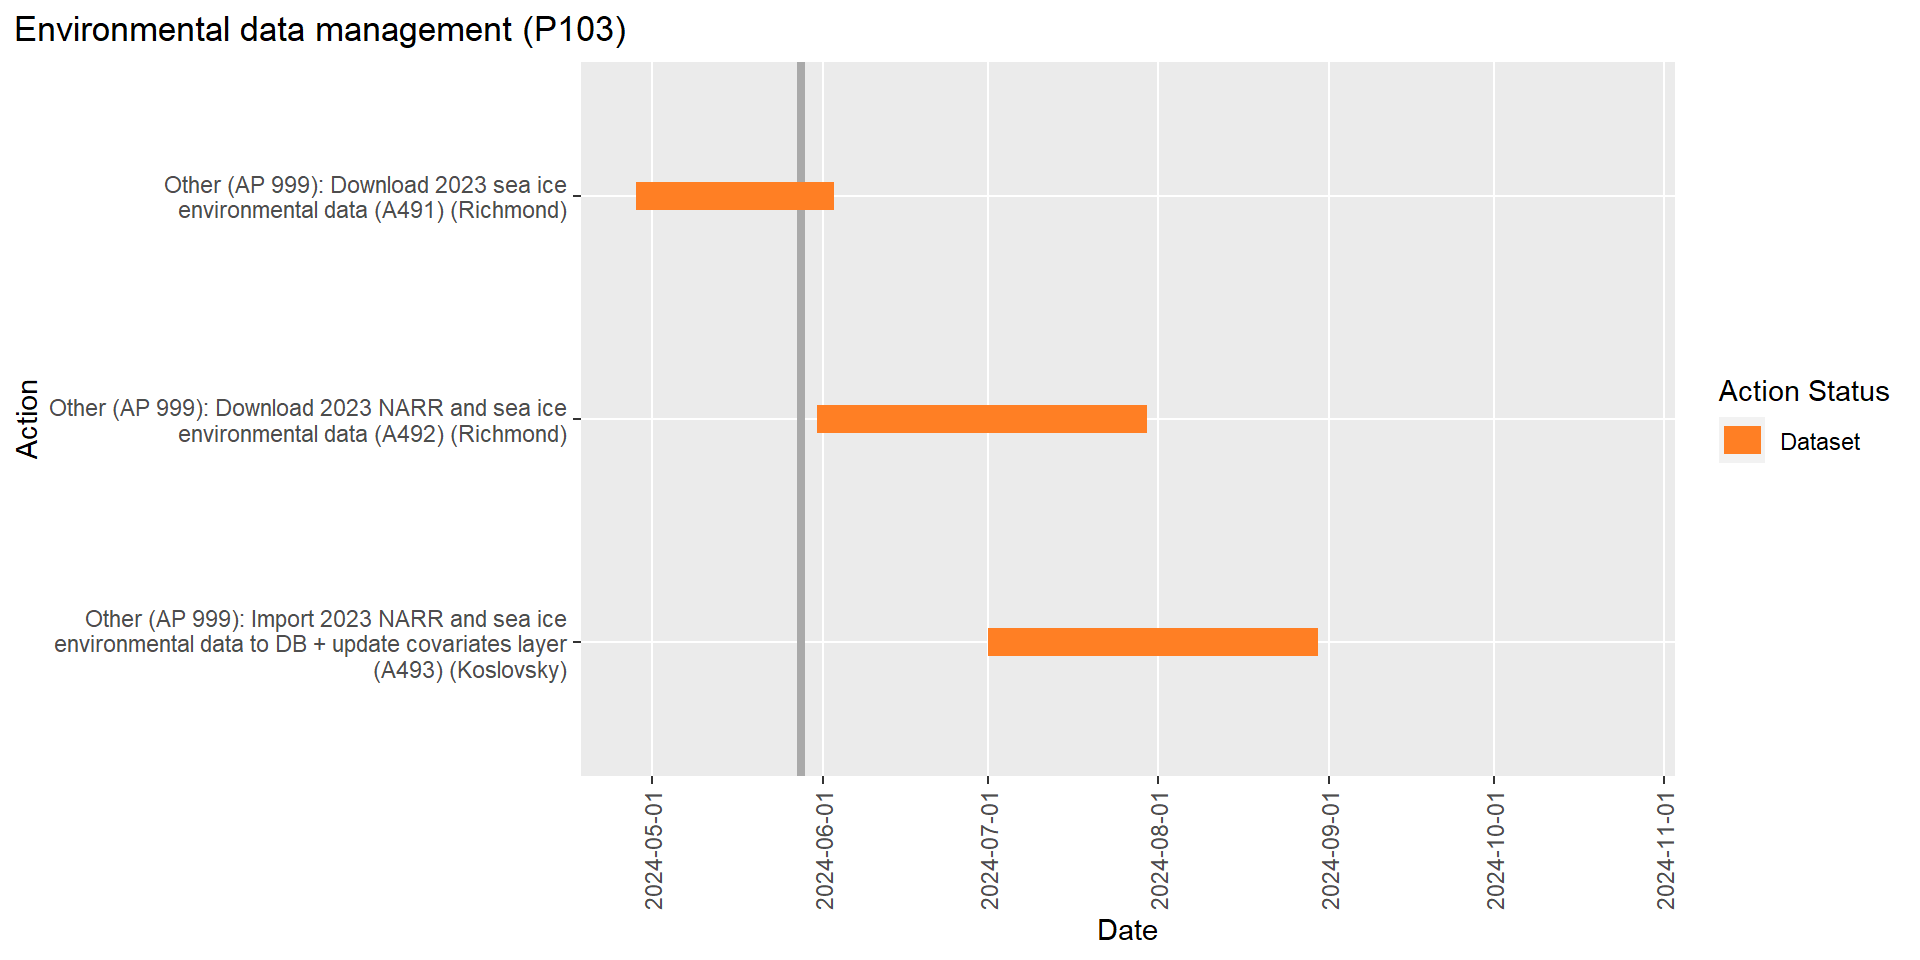 Environmental data management (P103)
Action
Other (AP 999): Download 2023 sea ice
environmental data (A491) (Richmond)
Other (AP 999): Download 2023 NARR and sea ice
environmental data (A492) (Richmond)
Other (AP 999): Import 2023 NARR and sea ice
environmental data to DB + update covariates layer
(A493) (Koslovsky)
2024-05-01
2024-06-01
2024-07-01
2024-08-01
2024-09-01
2024-10-01
2024-11-01
Date
Action Status
Dataset